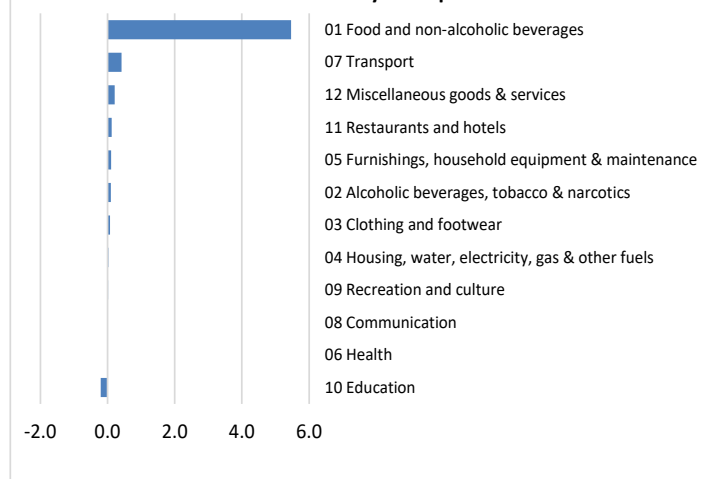 01 Food and non-alcoholic beverages
07 Transport
12 Miscellaneous goods & services
11 Restaurants and hotels
05 Furnishings, household equipment & maintenance
02 Alcoholic beverages, tobacco & narcotics
03 Clothing and footwear
04 Housing, water, electricity, gas & other fuels
09 Recreation and culture
08 Communication
06 Health
10 Education
-2.0 0.0 2.0 4.0 6.0